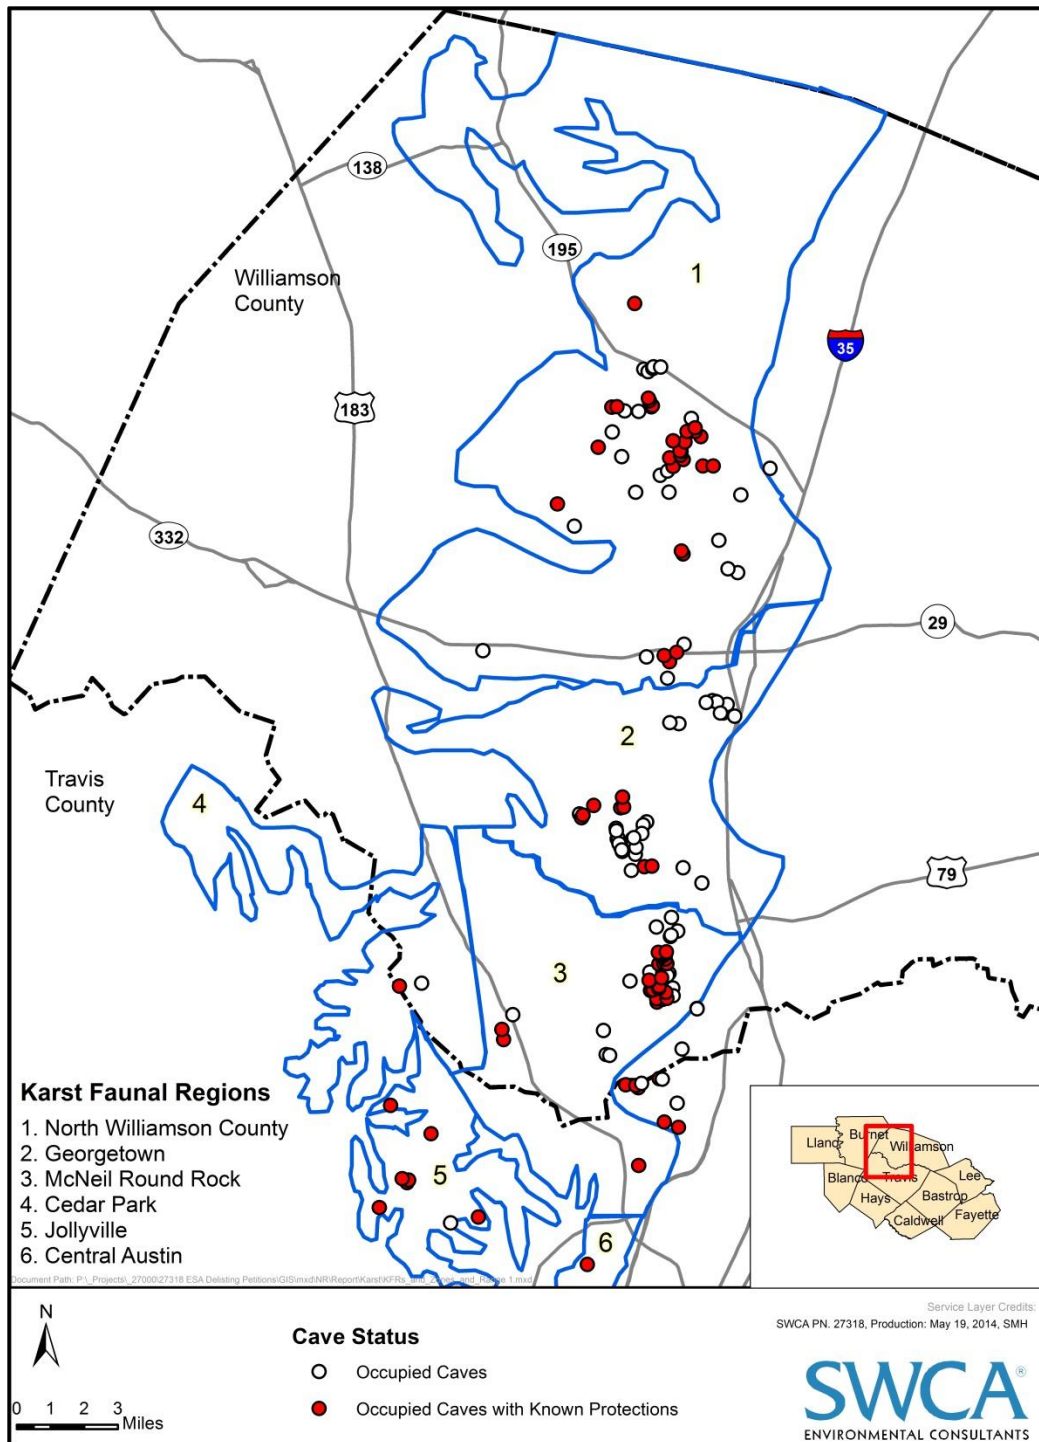 138
195
1
Williamson
County
35
183
332
29
2
Travis
County
4
79
3
Karst Faunal Regions
1. North Williamson County
2. Georgetown
3. McNeil Round Rock
4. Cedar Park
5. Jollyville
6. Central Austin
5
6
Burnet
Llano
Williamson
Blanco
Travis
Lee
Hays
Bastrop
Caldwell
Fayette
N
0 1 2 3
Miles
Cave Status
Occupied Caves
Occupied Caves with Known Protections
Service Layer Credits:
SWCA PN. 27318, Production: May 19, 2014, SMH
SWCA®
ENVIRONMENTAL CONSULTANTS